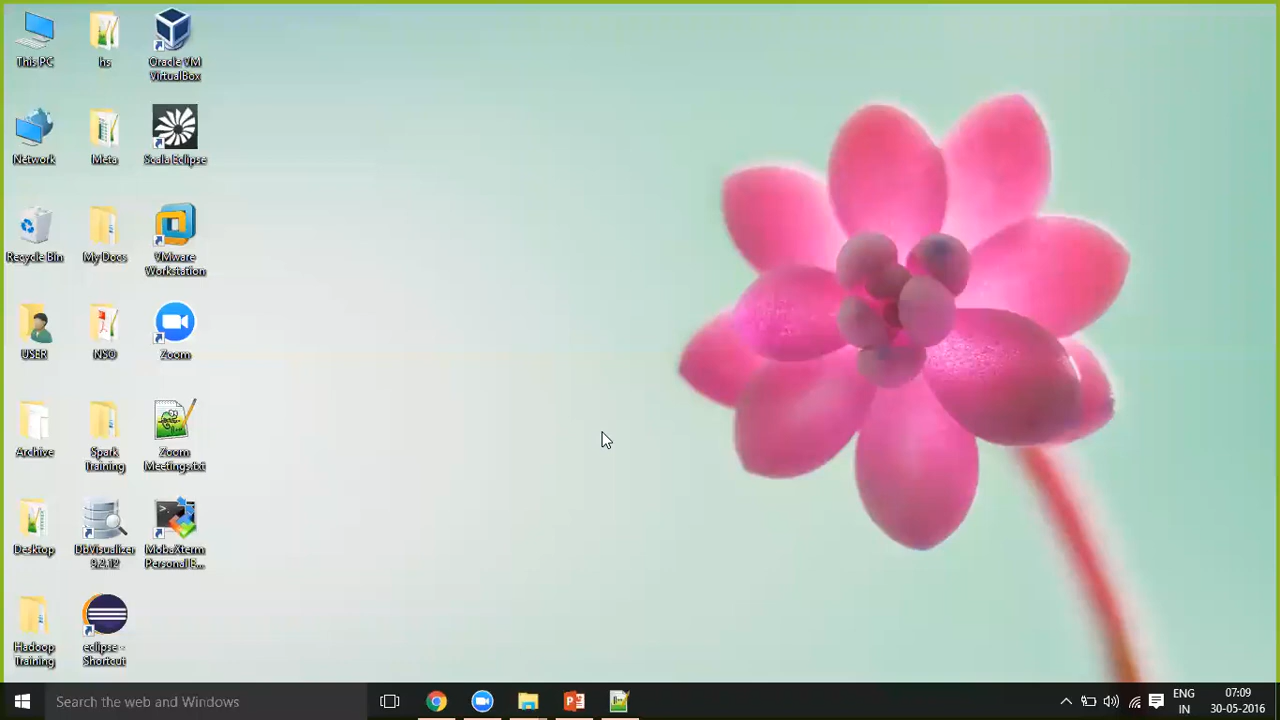 This PC
hs
Oracle VM
VirtualBox
Network
Meta
Scala Eclipse
Recycle Bin
My Docs
VMware
Workstation
USER
NSO
Zoom
Archive
Spark
Training
Zoom
Meetings.txt
Desktop
DbVisualizer
9.2.12
MobaXterm
Personal E...
Hadoop
Training
eclipse -
Shortcut
Search the web and Windows
ENG
IN
07:09
30-05-2016